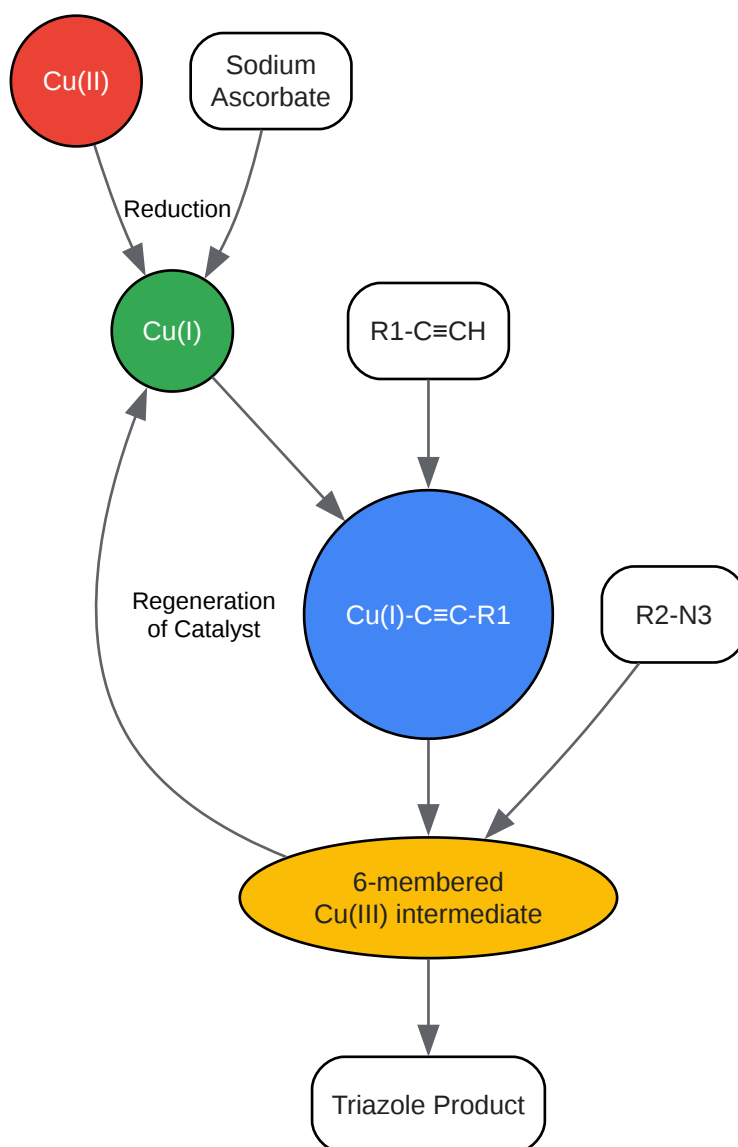 Cu(II)
Sodium
Ascorbate
Reduction
Cu(I)
R1-C≡CH
Regeneration
of Catalyst
Cu(I)-C≡C-R1
R2-N3
6-membered
Cu(III) intermediate
Triazole Product